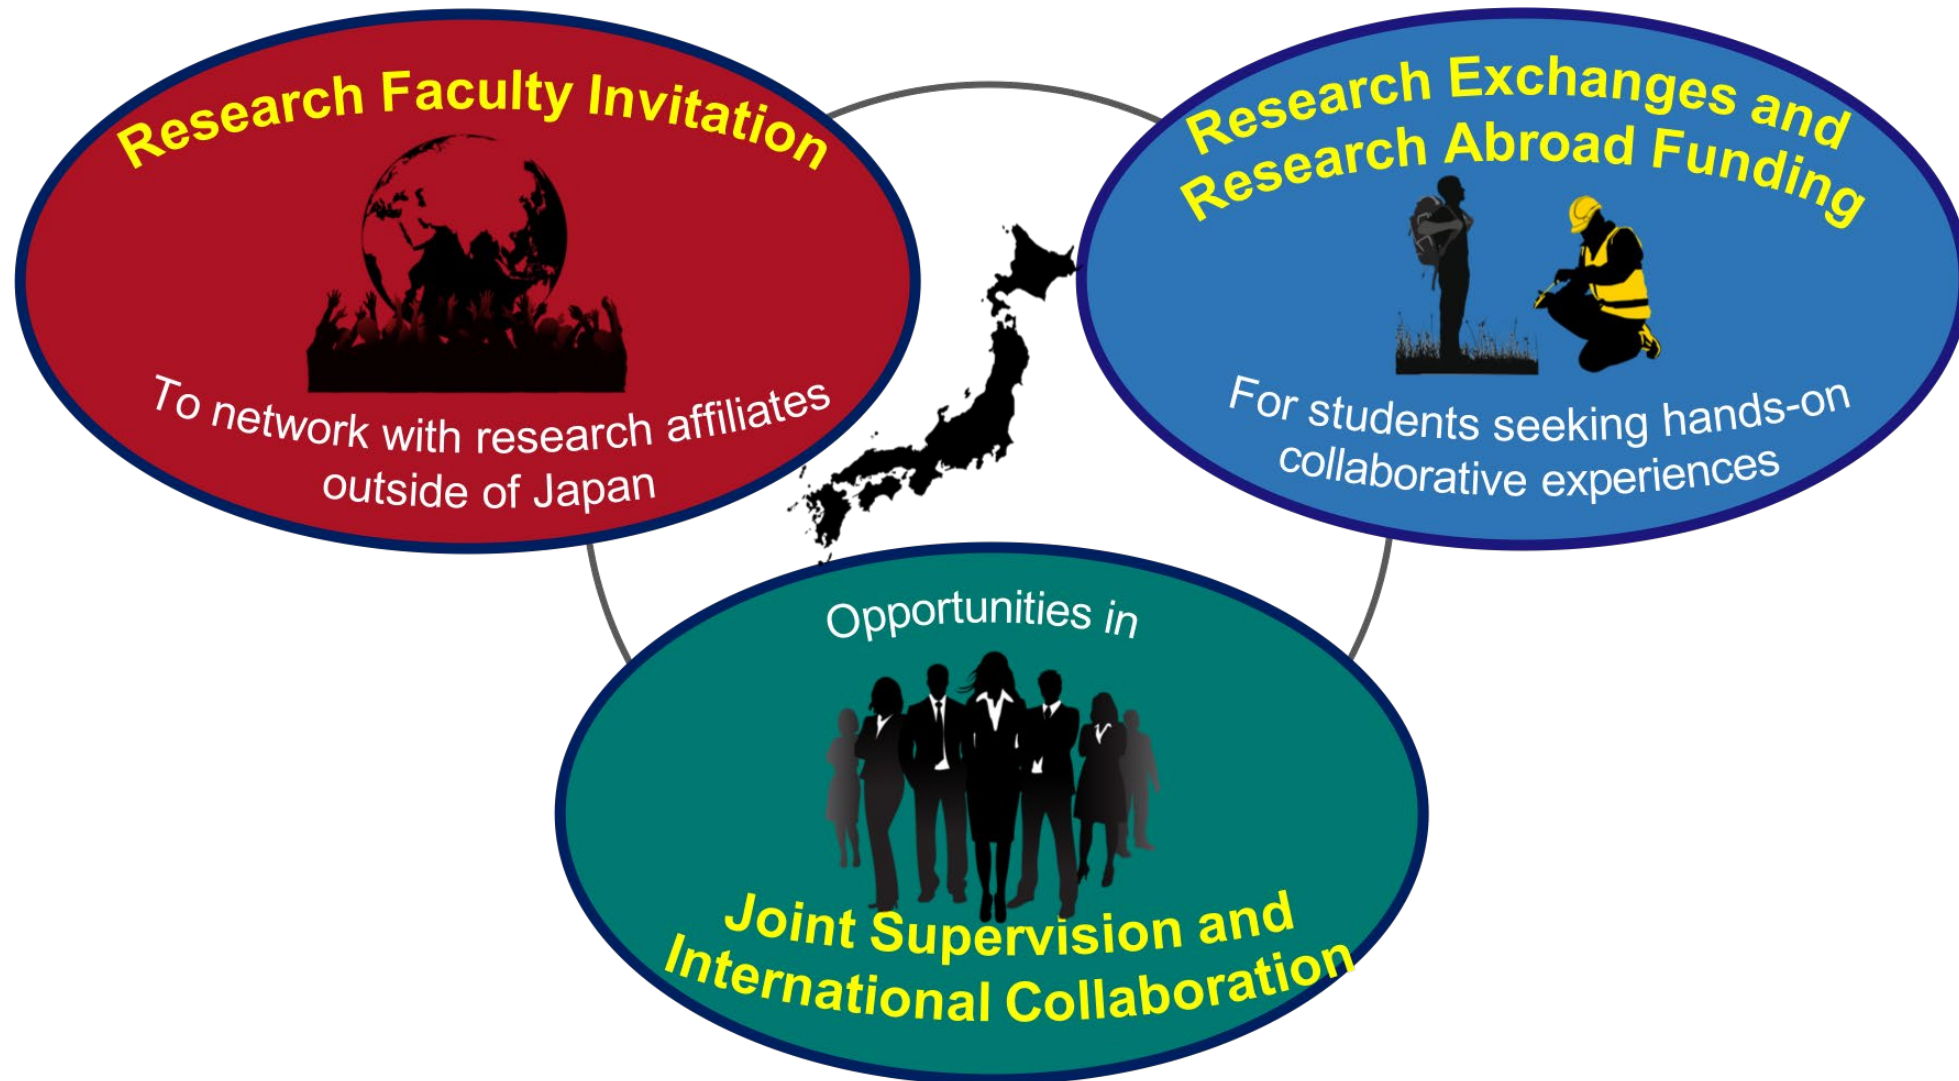 Research Faculty Invitation
To network with research affiliates
outside of Japan
Research Exchanges and
Research Abroad Funding
For students seeking hands-on
collaborative experiences
Opportunities in
Joint Supervision and
International Collaboration